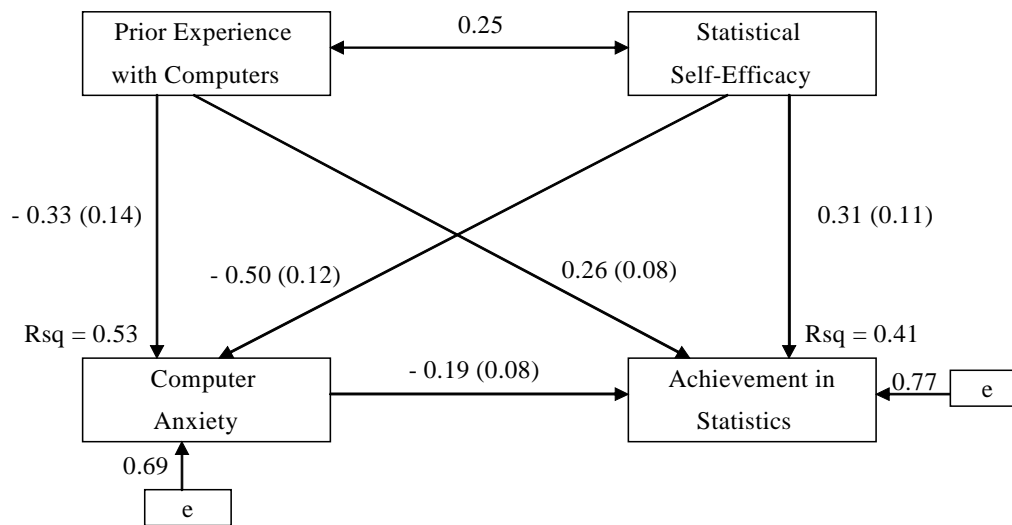 Prior Experience
with Computers
0.25
Statistical
Self-Efficacy
- 0.33 (0.14)
- 0.50 (0.12)
0.26 (0.08)
0.31 (0.11)
Rsq = 0.53
Rsq = 0.41
Computer
Anxiety
- 0.19 (0.08)
Achievement in
Statistics
0.77
e
0.69
e